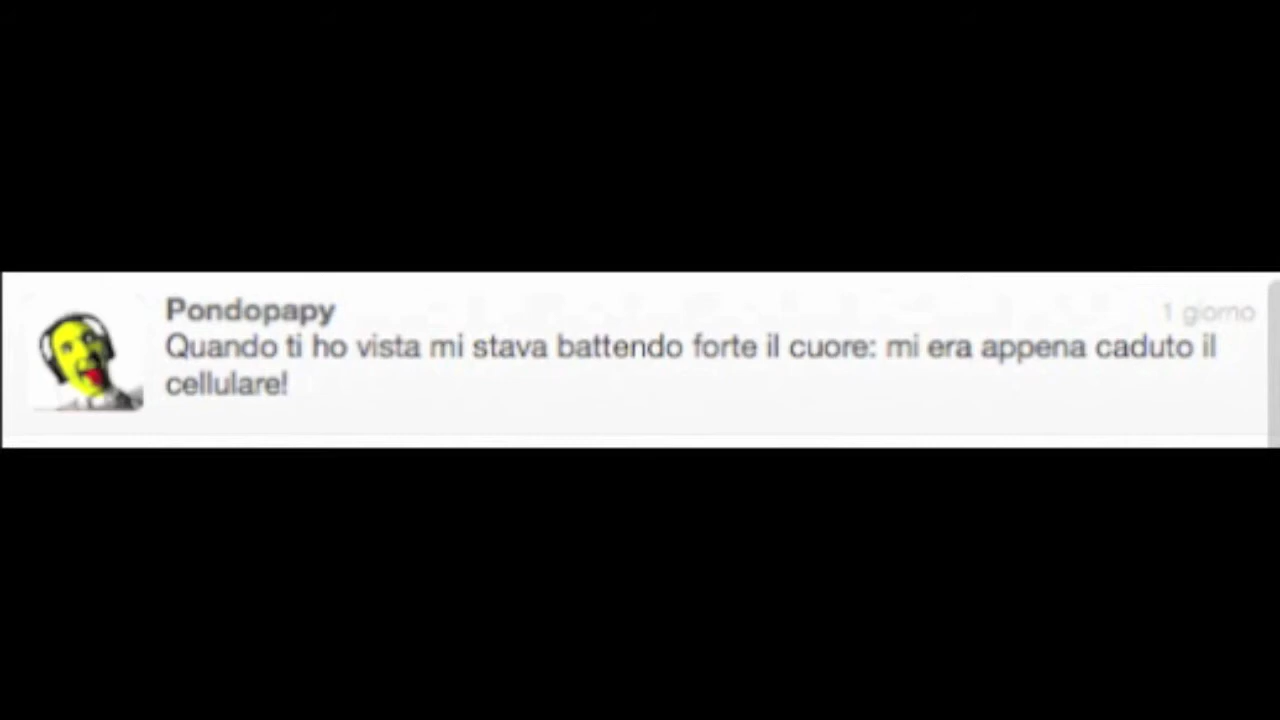 Pondopapy
1 giorno
Quando ti ho vista mi stava battendo forte il cuore: mi era appena caduto il
cellulare!